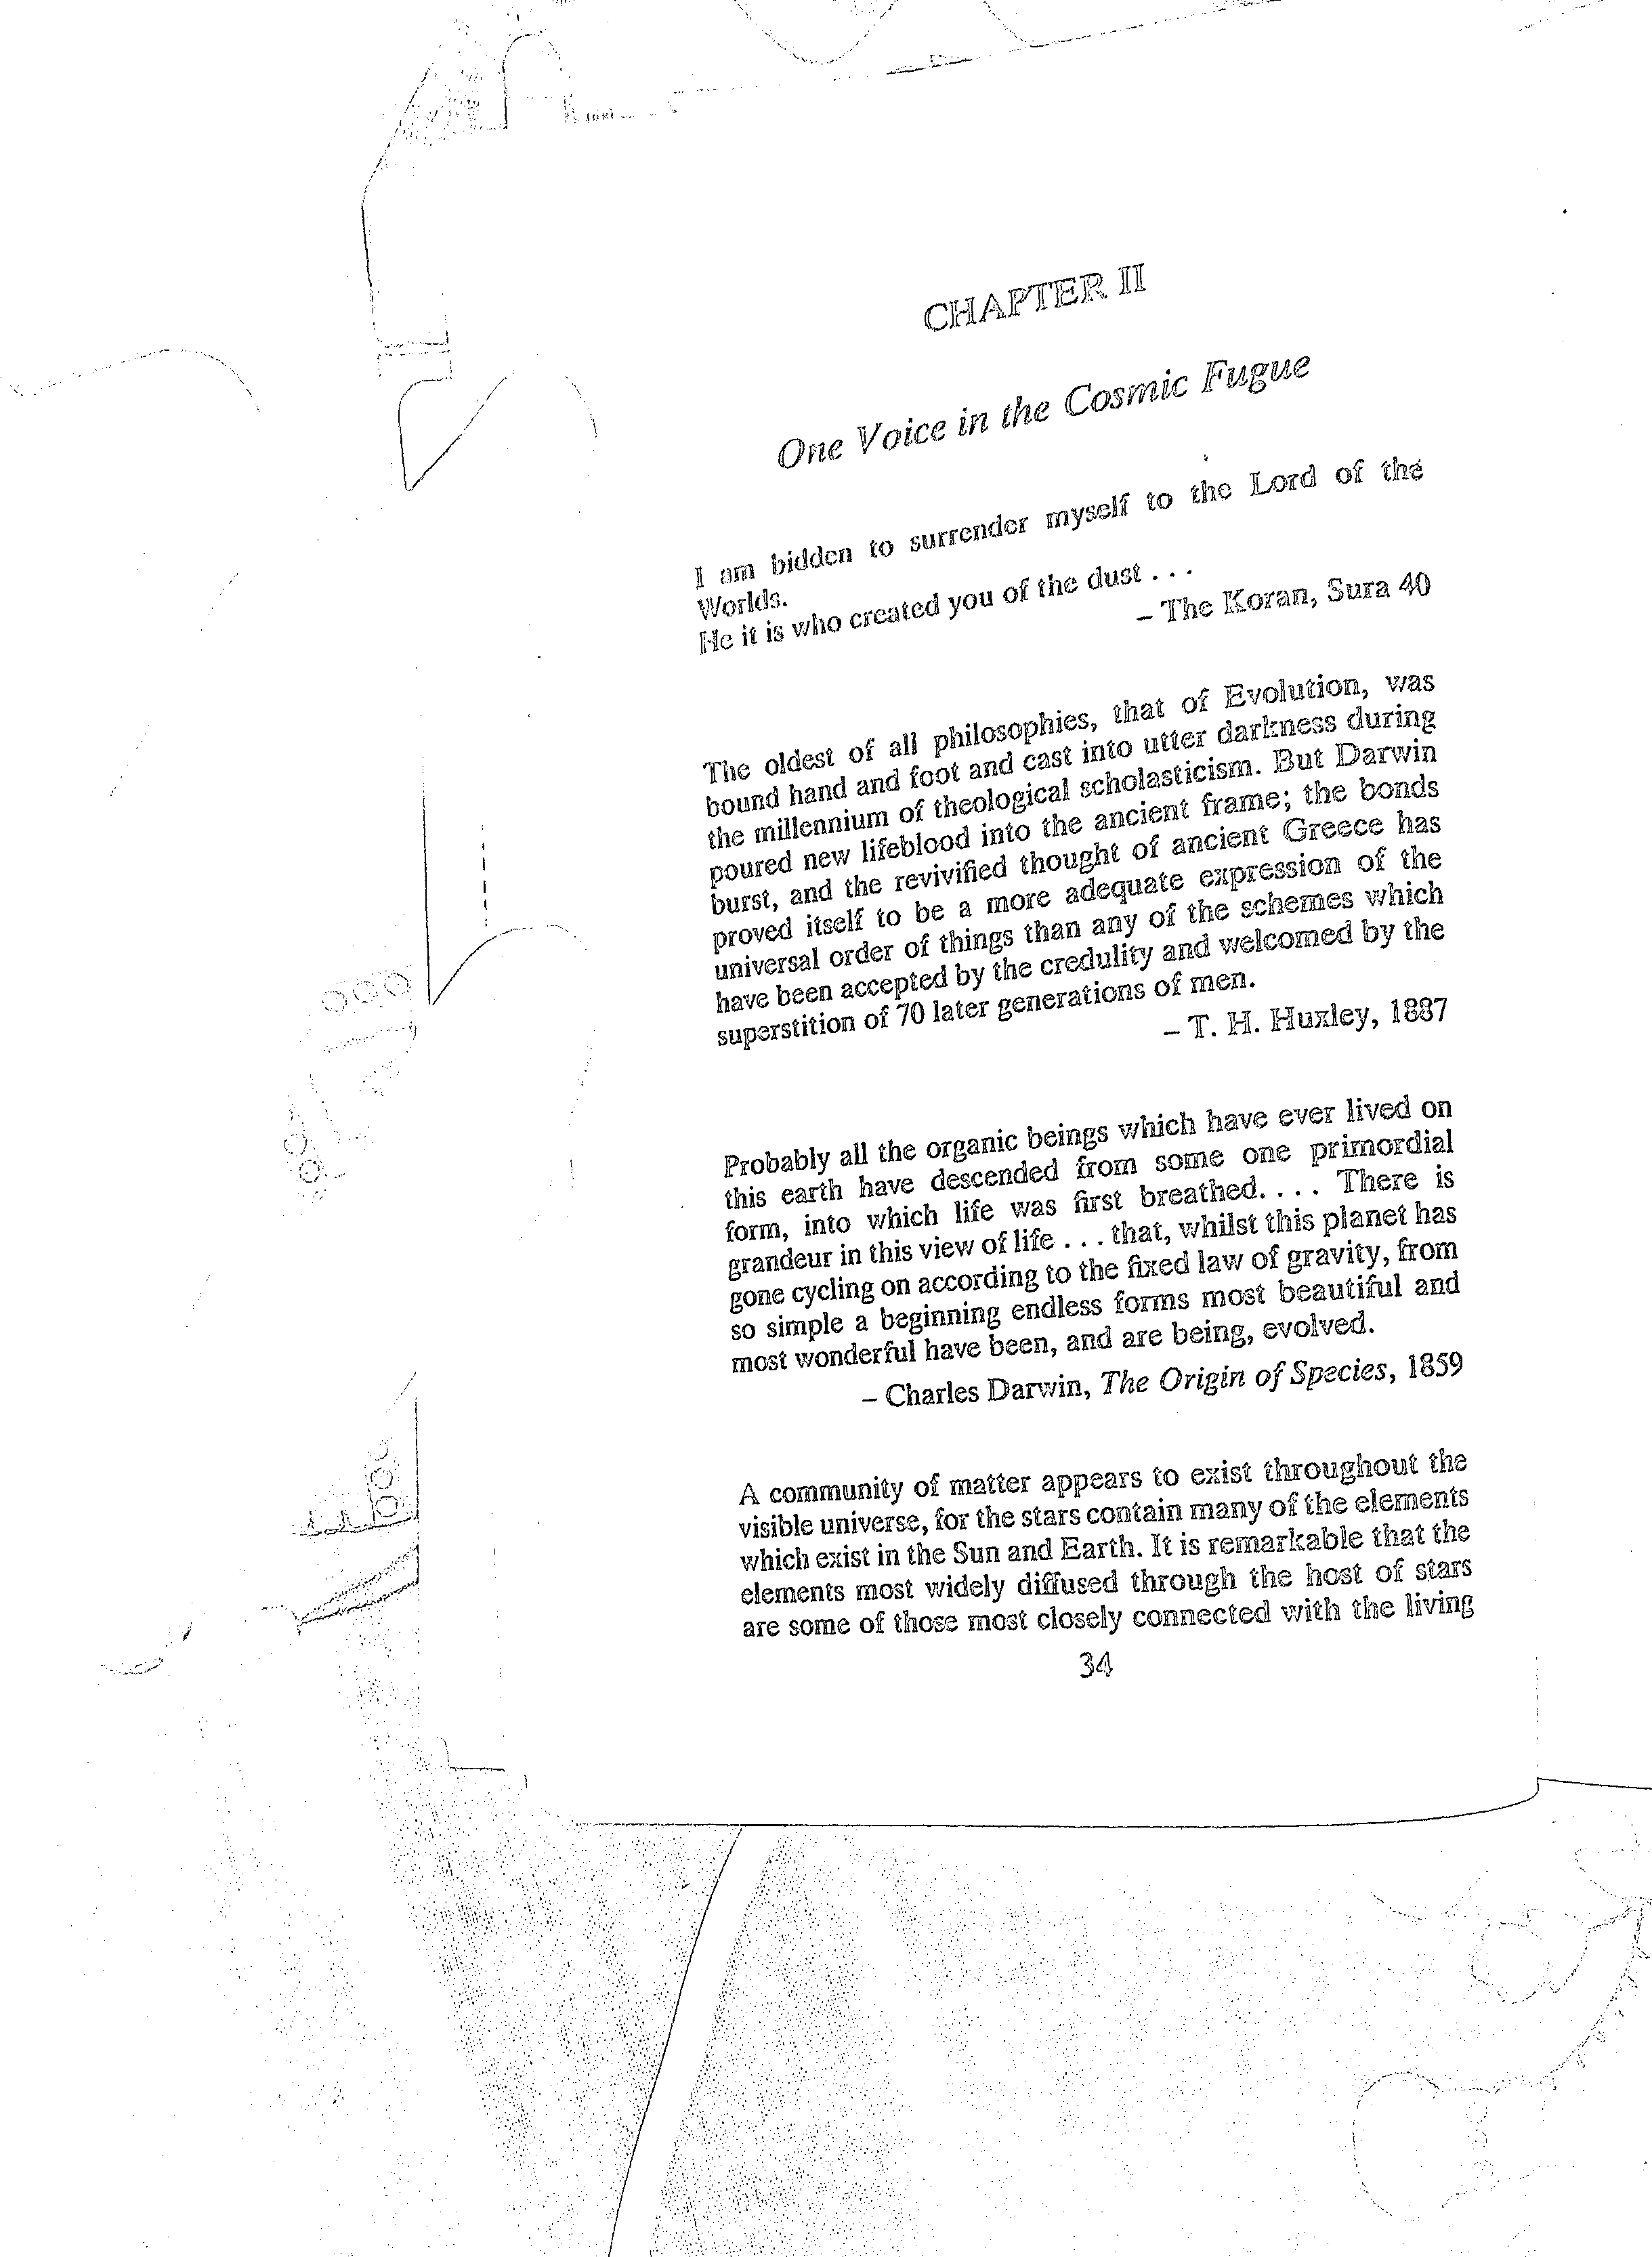 CHAPTER II
One Voice in the Cosmic Fugue
I am bidden to surrender myself to the Lord of the
Worlds.
He it is who created you of the dust . . .
– The Koran, Sura 40
The oldest of all philosophies, that of Evolution, was
bound hand and foot and cast into utter darkness during
the millennium of theological scholasticism. But Darwin
poured new lifeblood into the ancient frame; the bonds
burst, and the revivified thought of ancient Greece has
proved itself to be a more adequate expression of the
universal order of things than any of the schemes which
have been accepted by the credulity and welcomed by the
superstition of 70 later generations of men.
– T. H. Huxley, 1887
Probably all the organic beings which have ever lived on
this earth have descended from some one primordial
form, into which life was first breathed. . . . There is
grandeur in this view of life . . . that, whilst this planet has
gone cycling on according to the fixed law of gravity, from
so simple a beginning endless forms most beautiful and
most wonderful have been, and are being, evolved.
– Charles Darwin, The Origin of Species, 1859
A community of matter appears to exist throughout the
visible universe, for the stars contain many of the elements
which exist in the Sun and Earth. It is remarkable that the
elements most widely diffused through the host of stars
are some of those most closely connected with the living
34